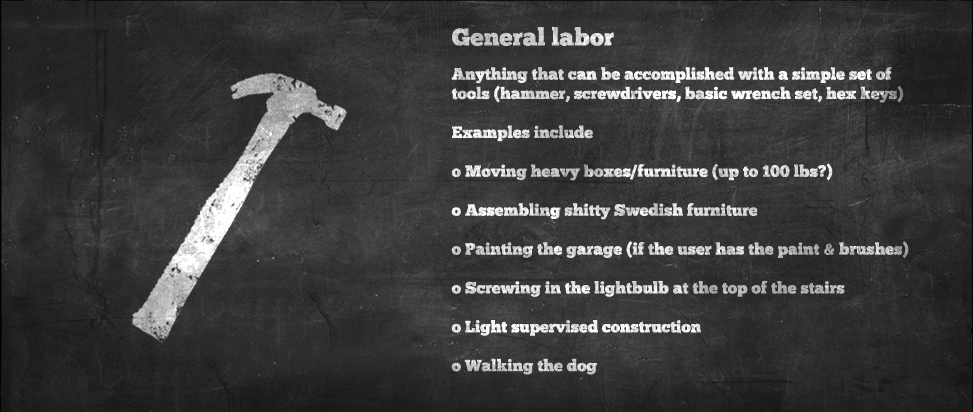 General labor
Anything that can be accomplished with a simple set of
tools (hammer, screwdrivers, basic wrench set, hex keys)
Examples include
o Moving heavy boxes/furniture (up to 100 lbs?)
o Assembling shitty Swedish furniture
o Painting the garage (if the user has the paint & brushes)
o Screwing in the lightbulb at the top of the stairs
o Light supervised construction
o Walking the dog